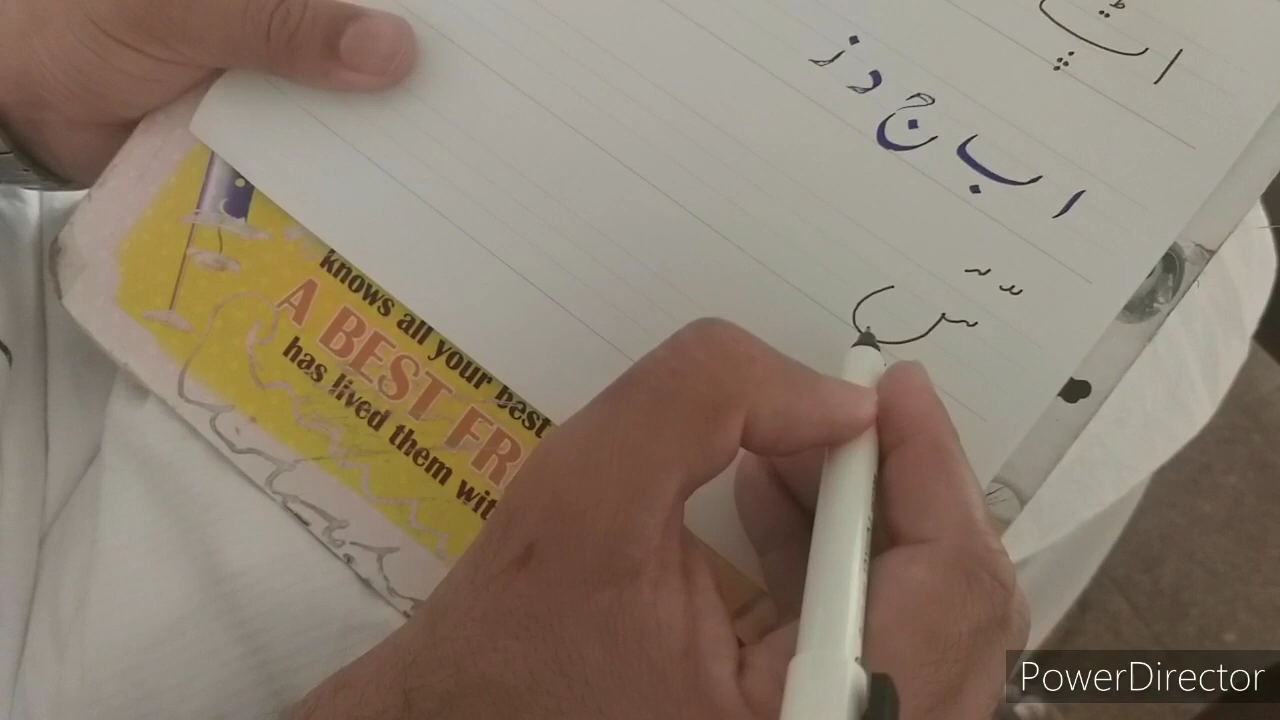 ا پ ٹ
ا ب ج د ز
س
knows all your best
A BEST FR
has lived them wit
PowerDirector